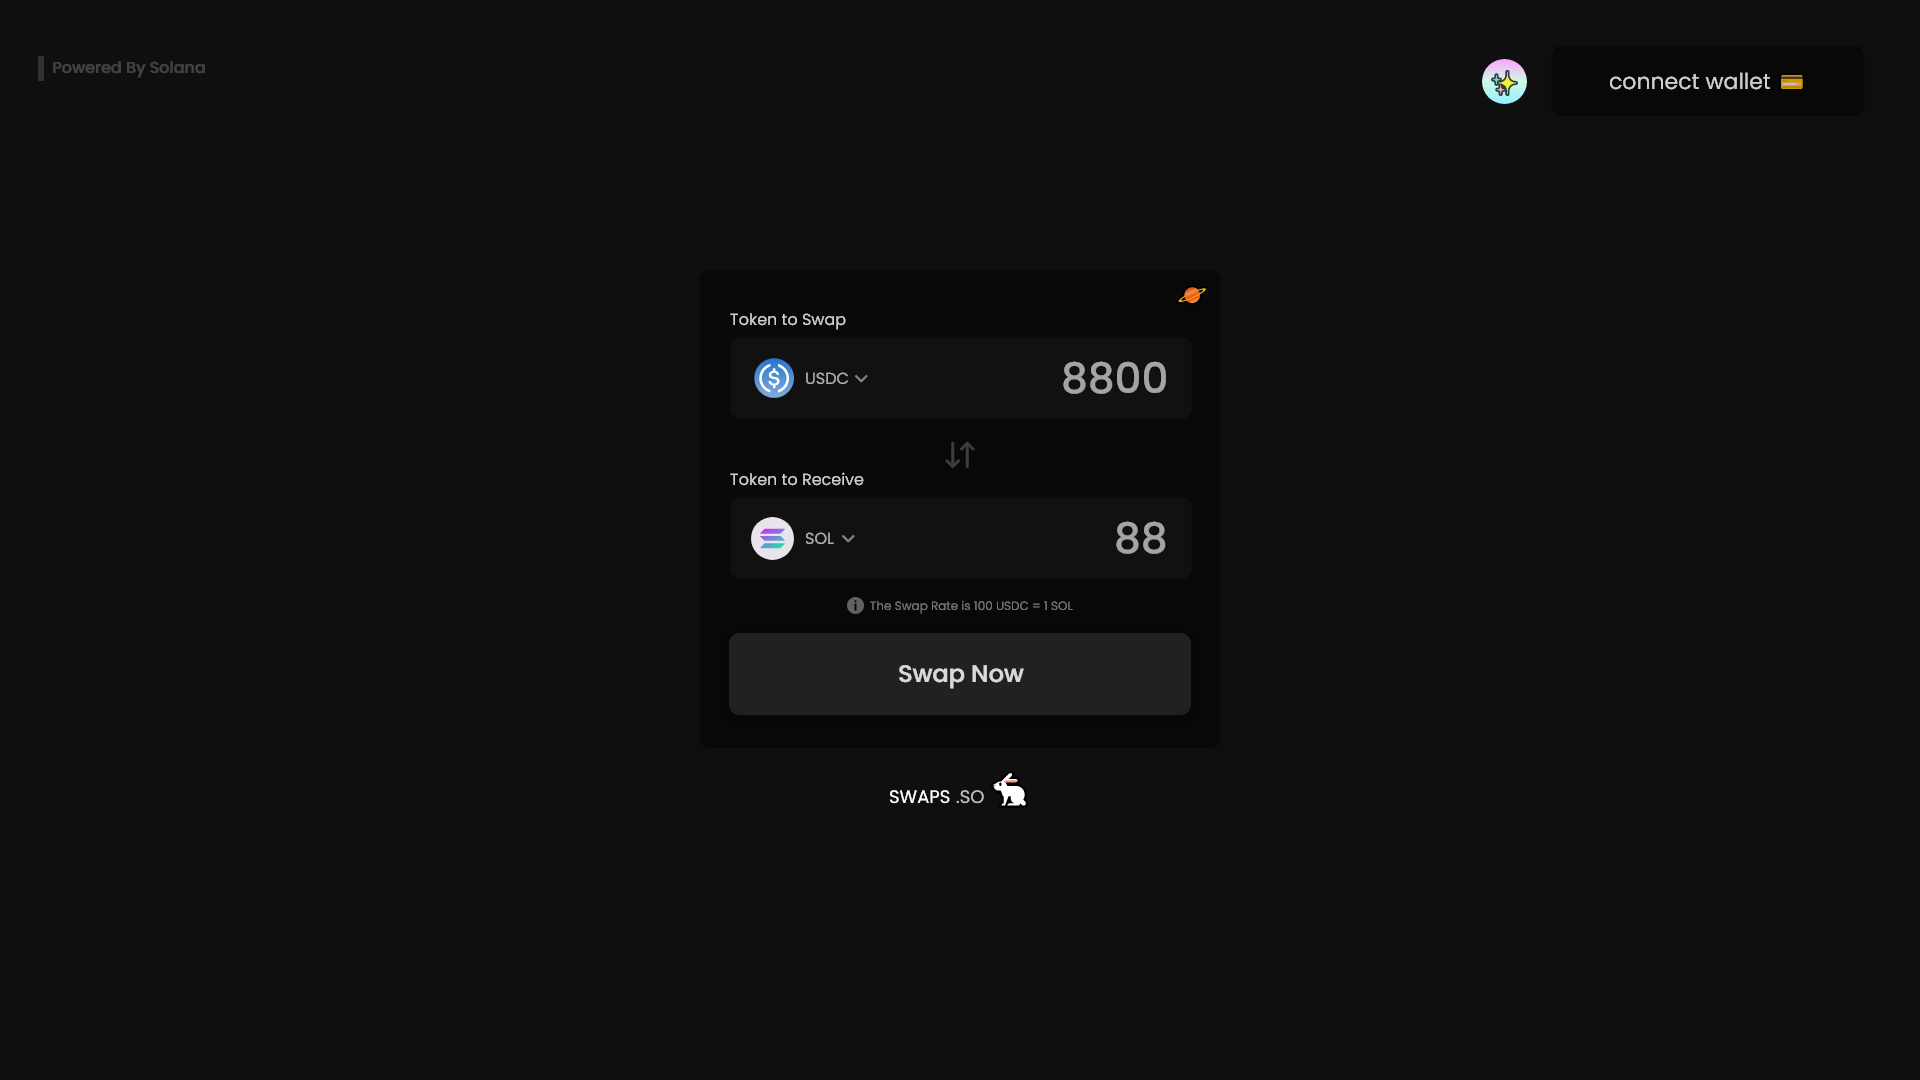 Powered By Solana
connect wallet
Token to Swap
USDC
8800
Token to Receive
SOL
88
The Swap Rate is 100 USDC = 1 SOL
Swap Now
SWAPS .SO